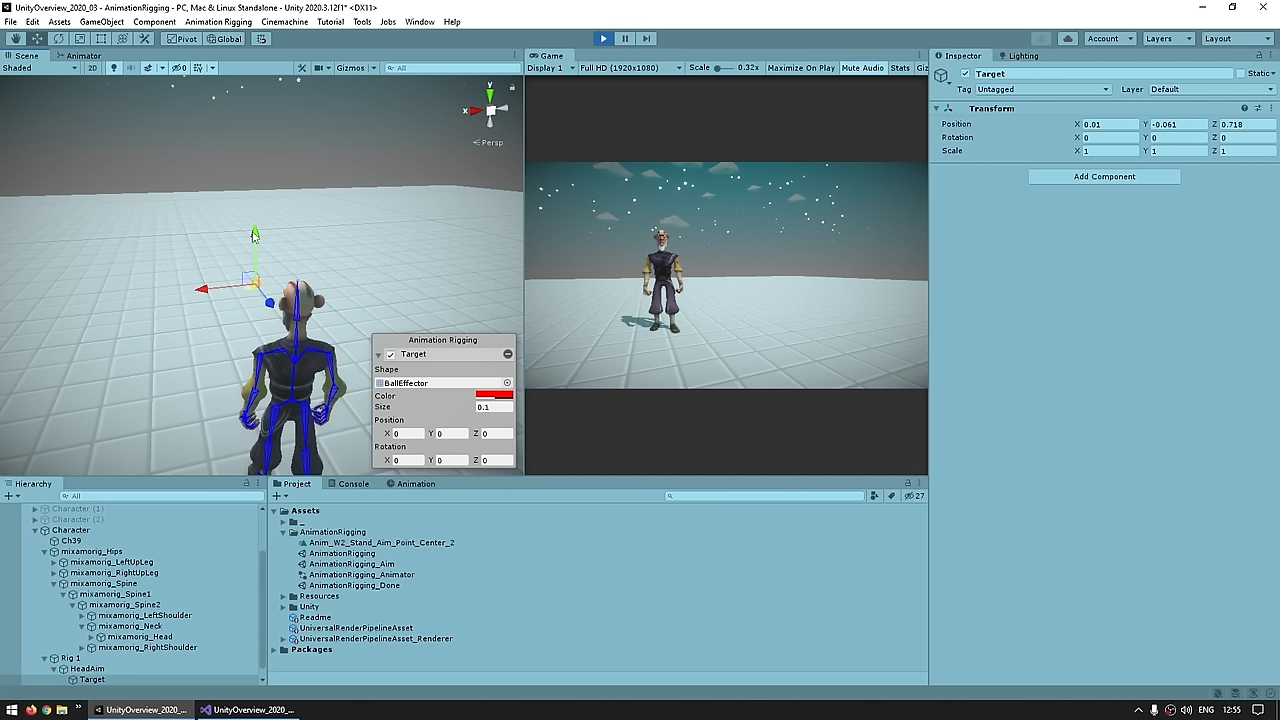 UnityOverview_2020_03 - AnimationRigging - PC, Mac & Linux Standalone - Unity 2020.3.12f1* <DX11>
File Edit Assets GameObject Component Animation Rigging Cinemachine Tutorial Tools Jobs Window Help
Pivot Global Account Layers Layout
Scene Animator Game Inspector Lighting
Shaded 2D 0 Gizmos All Display 1 Full HD (1920x1080) Scale 0.32x Maximize On Play Mute Audio Stats Giz
Target Static
Tag Untagged Layer Default
Transform
Position X 0.01 Y -0.061 Z 0.718
Rotation X 0 Y 0 Z 0
Scale X 1 Y 1 Z 1
Add Component
y
x
Persp
Animation Rigging
Target
Shape
BallEffector
Color
Size 0.1
Position
X 0 Y 0 Z 0
Rotation
X 0 Y 0 Z 0
Hierarchy
All
Character (1)
Character (2)
Character
Ch39
mixamorig_Hips
mixamorig_LeftUpLeg
mixamorig_RightUpLeg
mixamorig_Spine
mixamorig_Spine1
mixamorig_Spine2
mixamorig_LeftShoulder
mixamorig_Neck
mixamorig_Head
mixamorig_RightShoulder
Rig 1
HeadAim
Target
Project Console Animation
27
Assets
_
AnimationRigging
Anim_W2_Stand_Aim_Point_Center_2
AnimationRigging
AnimationRigging_Aim
AnimationRigging_Animator
AnimationRigging_Done
Resources
Unity
Readme
UniversalRenderPipelineAsset
UniversalRenderPipelineAsset_Renderer
Packages
UnityOverview_2020_... UnityOverview_2020_... ENG 12:55